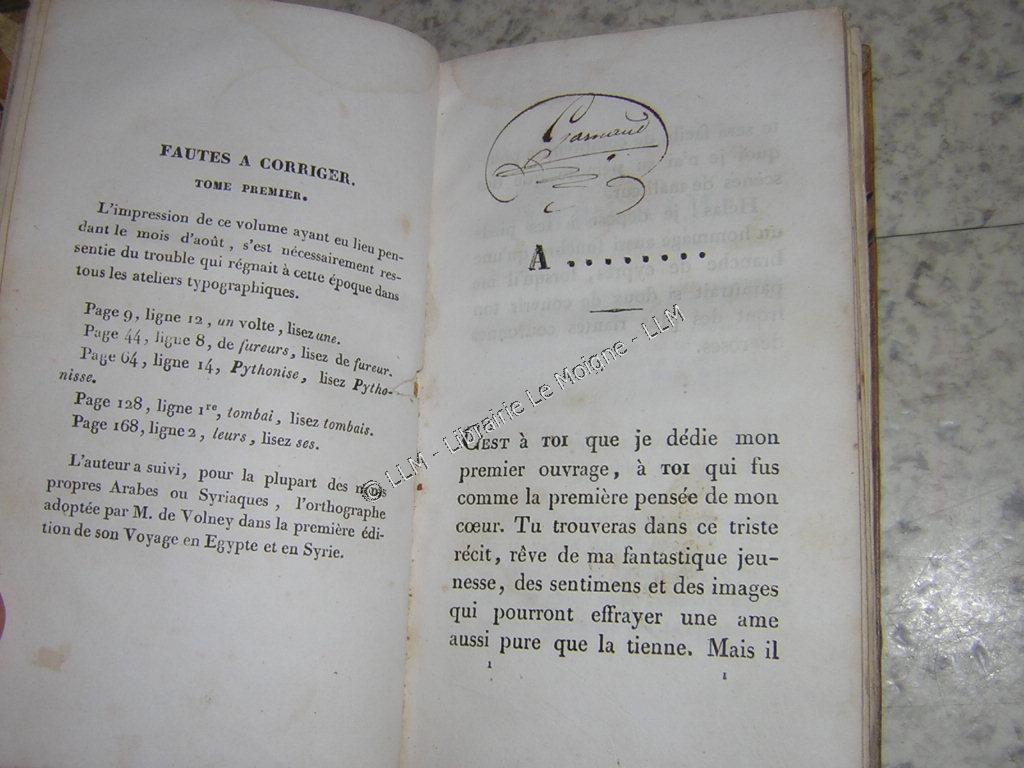 FAUTES A CORRIGER.
TOME PREMIER.
L'impression de ce volume ayant eu lieu pen-
dant le mois d'août, s'est nécessairement res-
sentie du trouble qui régnait à cette époque dans
tous les ateliers typographiques.
Page 9, ligne 12, un volte, lisez une.
Page 44, ligue 8, de fureurs, lisez de fureur.
Page 64, ligne 14, Pythonise, lisez Pytho-
nisse.
Page 128, ligne 1re, tombai, lisez tombais.
Page 168, ligne 2, leurs, lisez ses.
L'auteur a suivi, pour la plupart des noms
propres Arabes ou Syriaques, l'orthographe
adoptée par M. de Volney dans la première édi-
tion de son Voyage en Egypte et en Syrie.
A ........
C'EST à TOI que je dédie mon
premier ouvrage, à TOI qui fus
comme la première pensée de mon
cœur. Tu trouveras dans ce triste
récit, rêve de ma fantastique jeu-
nesse, des sentimens et des images
qui pourront effrayer une ame
aussi pure que la tienne. Mais il
1
1
© LLM - Librairie Le Moigne - LLM